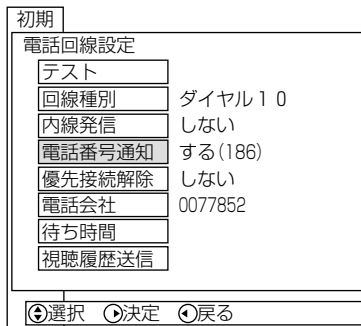 初期
電話回線設定
テスト
回線種別 ダイヤル１０
内線発信 しない
電話番号通知 する(186)
優先接続解除 しない
電話会社 0077852
待ち時間
視聴履歴送信
選択 決定 戻る